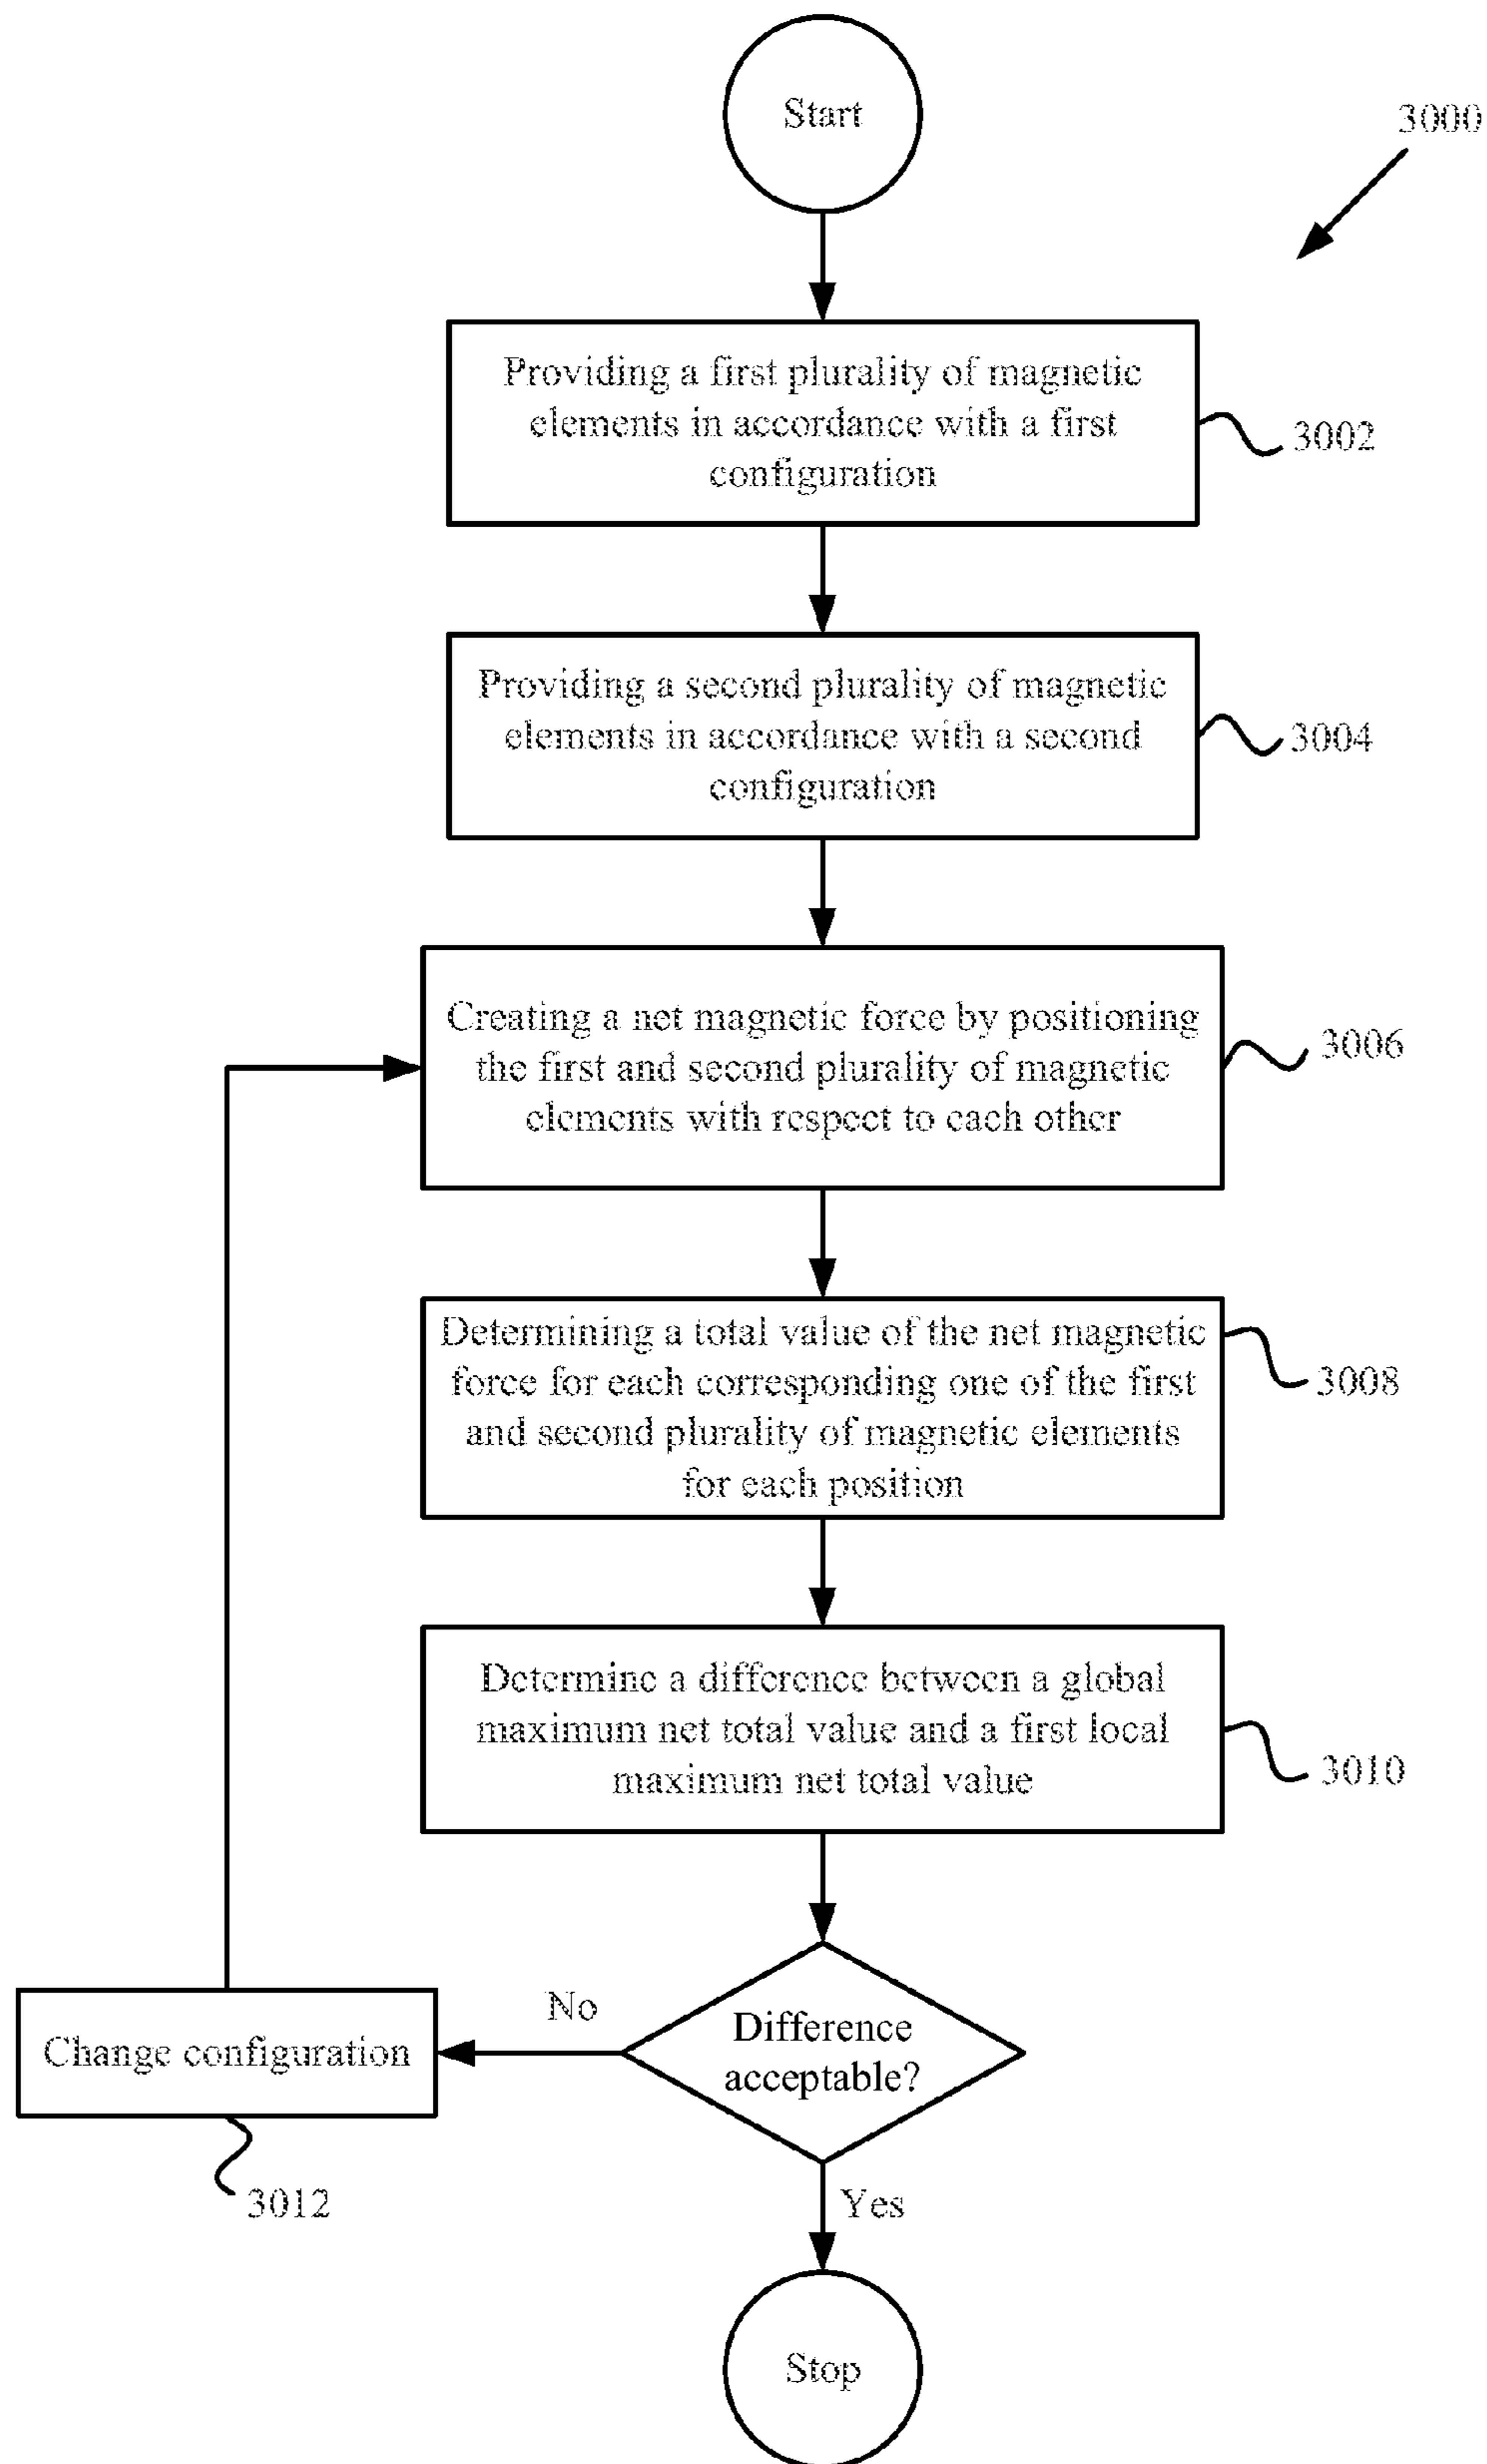 Start
3000
Providing a first plurality of magnetic
elements in accordance with a first
configuration
3002
Providing a second plurality of magnetic
elements in accordance with a second
configuration
3004
Creating a net magnetic force by positioning
the first and second plurality of magnetic
elements with respect to each other
3006
Determining a total value of the net magnetic
force for each corresponding one of the first
and second plurality of magnetic elements
for each position
3008
Determine a difference between a global
maximum net total value and a first local
maximum net total value
3010
Difference
acceptable?
No
Change configuration
3012
Yes
Stop